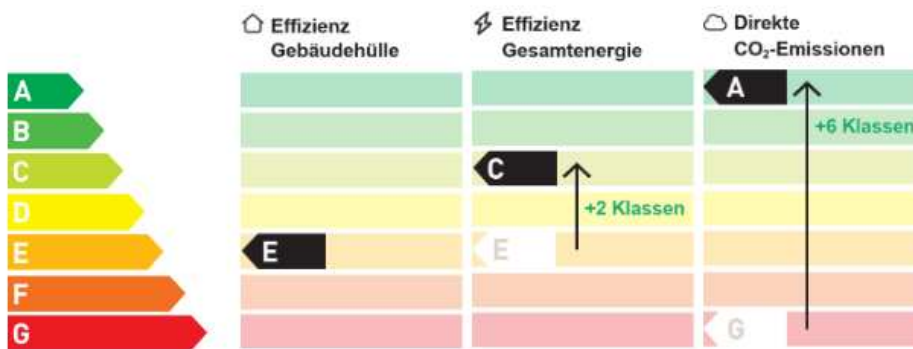 Effizienz
Gebäudehülle
Effizienz
Gesamtenergie
Direkte
CO₂-Emissionen
A
B
C
D
E
F
G
E
C
+2 Klassen
E
A
+6 Klassen
G